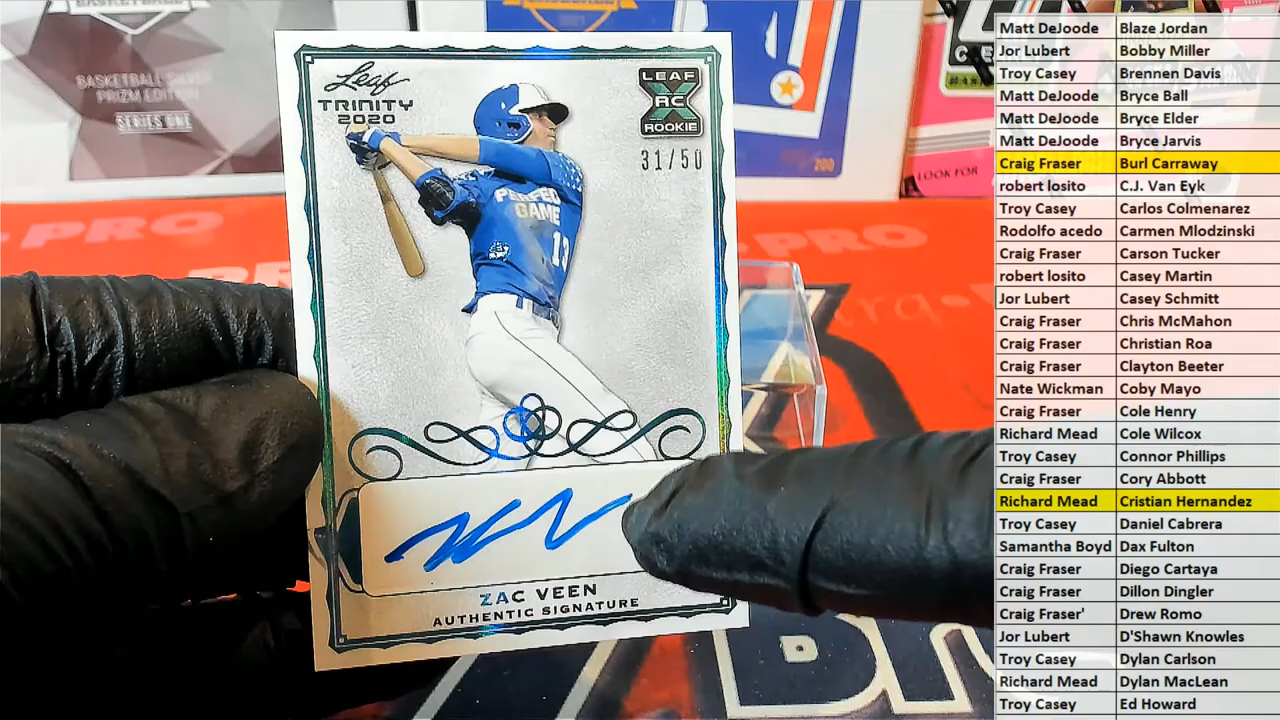 BASKETBALL SILVER
PRIZM EDITION
SERIES ONE
Leaf
TRINITY
2020
LEAF
X
RC
ROOKIE
31/50
PERFECT
GAME
13
ZAC VEEN
AUTHENTIC SIGNATURE
200
LOOK FOR
PRO
PRO
Matt DeJoode Blaze Jordan
Jor Lubert Bobby Miller
Troy Casey Brennen Davis
Matt DeJoode Bryce Ball
Matt DeJoode Bryce Elder
Matt DeJoode Bryce Jarvis
Craig Fraser Burl Carraway
robert losito C.J. Van Eyk
Troy Casey Carlos Colmenarez
Rodolfo acedo Carmen Mlodzinski
Craig Fraser Carson Tucker
robert losito Casey Martin
Jor Lubert Casey Schmitt
Craig Fraser Chris McMahon
Craig Fraser Christian Roa
Craig Fraser Clayton Beeter
Nate Wickman Coby Mayo
Craig Fraser Cole Henry
Richard Mead Cole Wilcox
Troy Casey Connor Phillips
Craig Fraser Cory Abbott
Richard Mead Cristian Hernandez
Troy Casey Daniel Cabrera
Samantha Boyd Dax Fulton
Craig Fraser Diego Cartaya
Craig Fraser Dillon Dingler
Craig Fraser' Drew Romo
Jor Lubert D'Shawn Knowles
Troy Casey Dylan Carlson
Richard Mead Dylan MacLean
Troy Casey Ed Howard